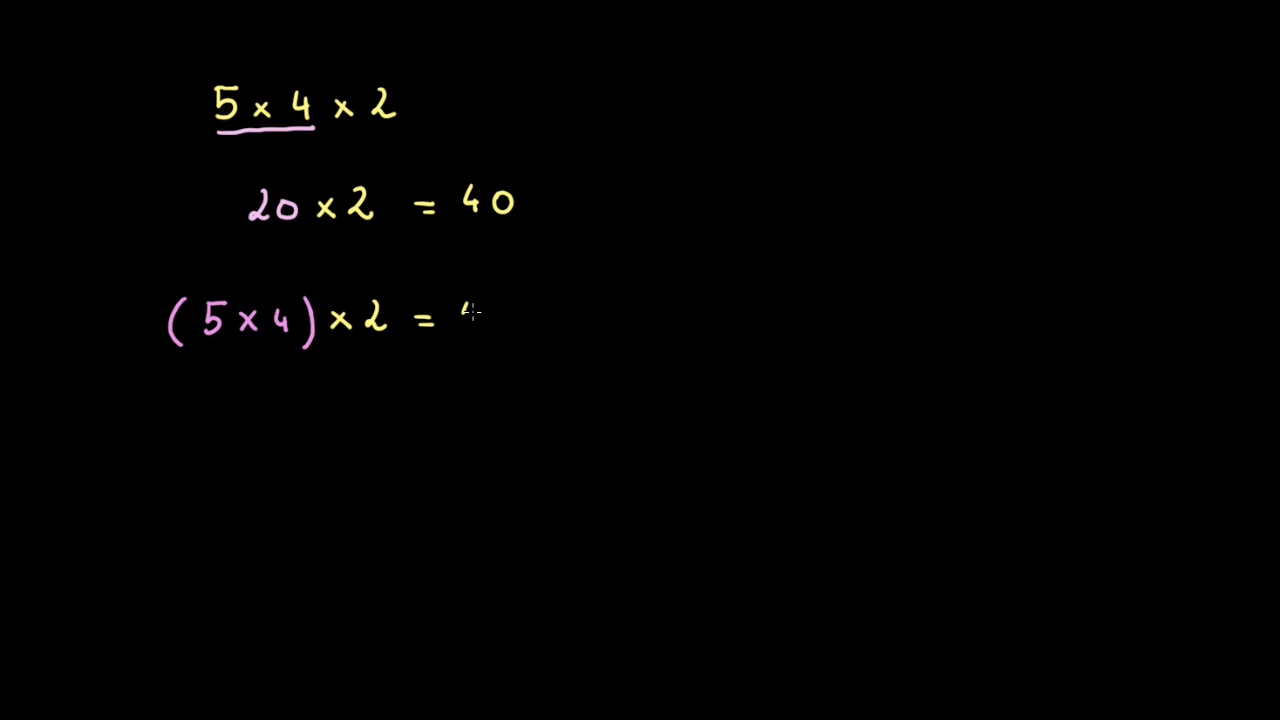 5 × 4 × 2
20 × 2 = 40
(5 × 4) × 2 =